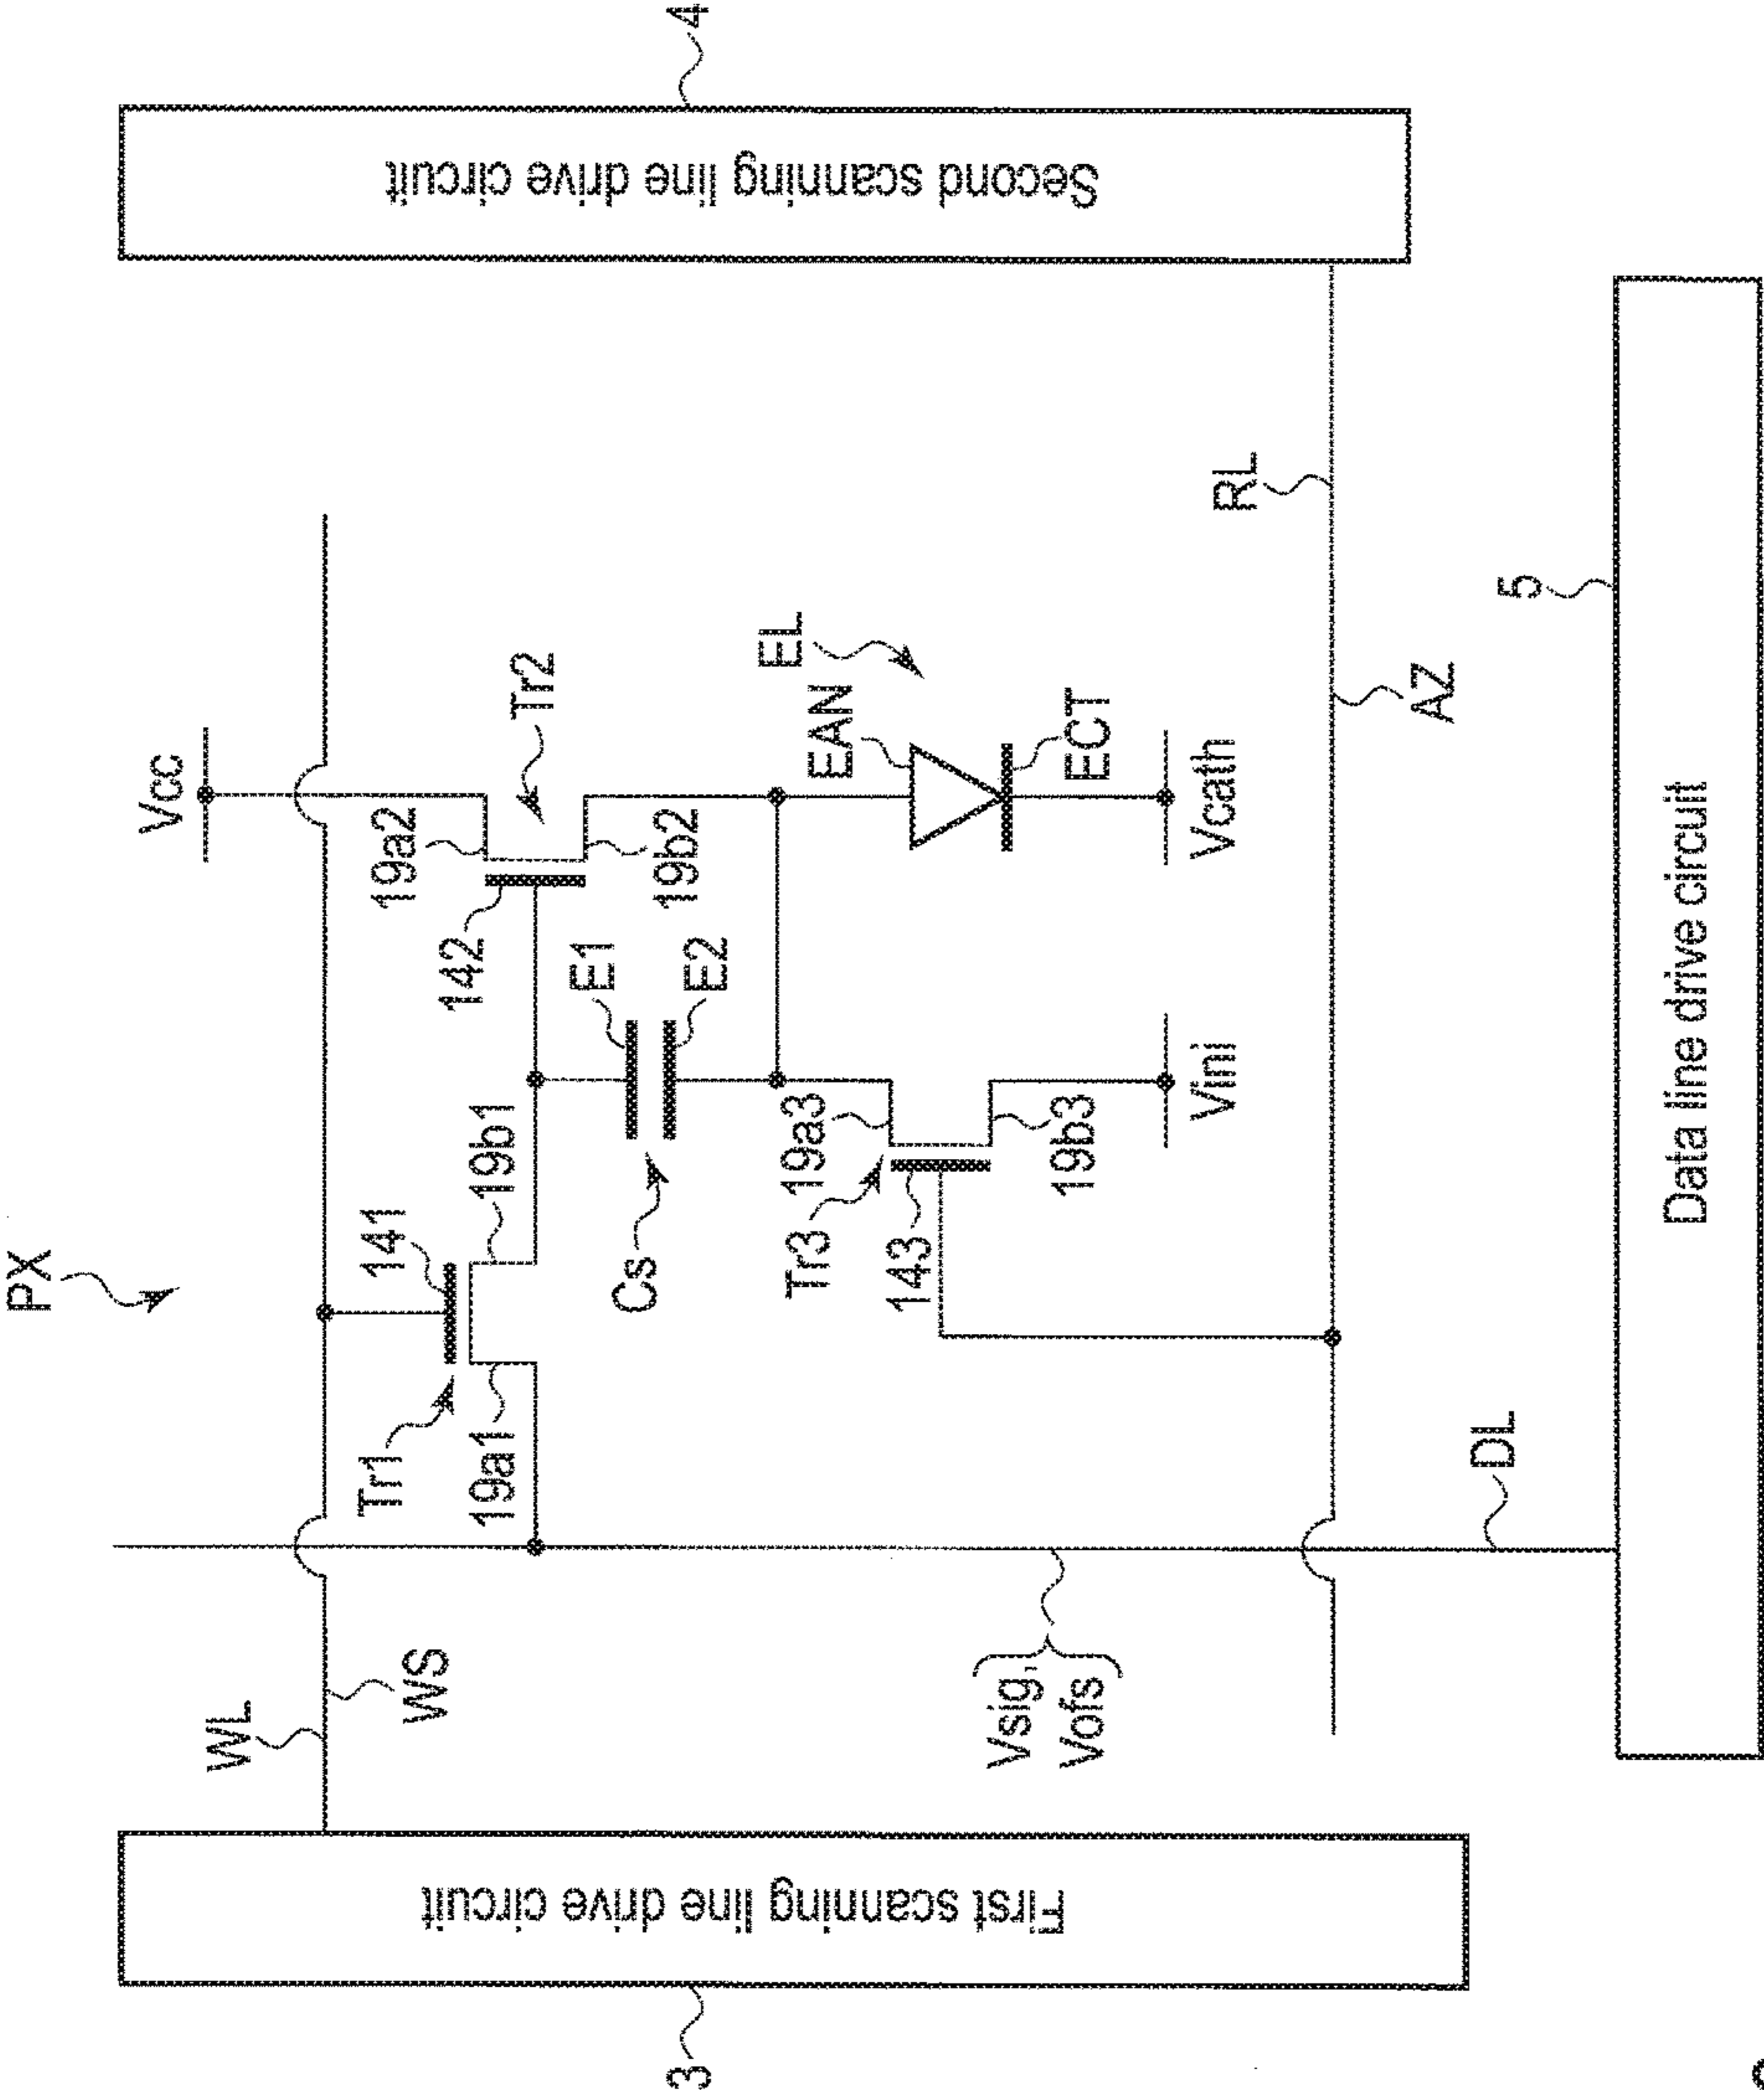 PX
WL
WS
Tr1
141
19a1
19b1
Vcc
19a2
Tr2
142
19b2
E1
E2
Cs
EL
EAN
ECT
Tr3
19a3
143
19b3
Vsig,
Vofs
Vini
Vcath
RL
AZ
DL
First scanning line drive circuit
3
Second scanning line drive circuit
4
5
Data line drive circuit